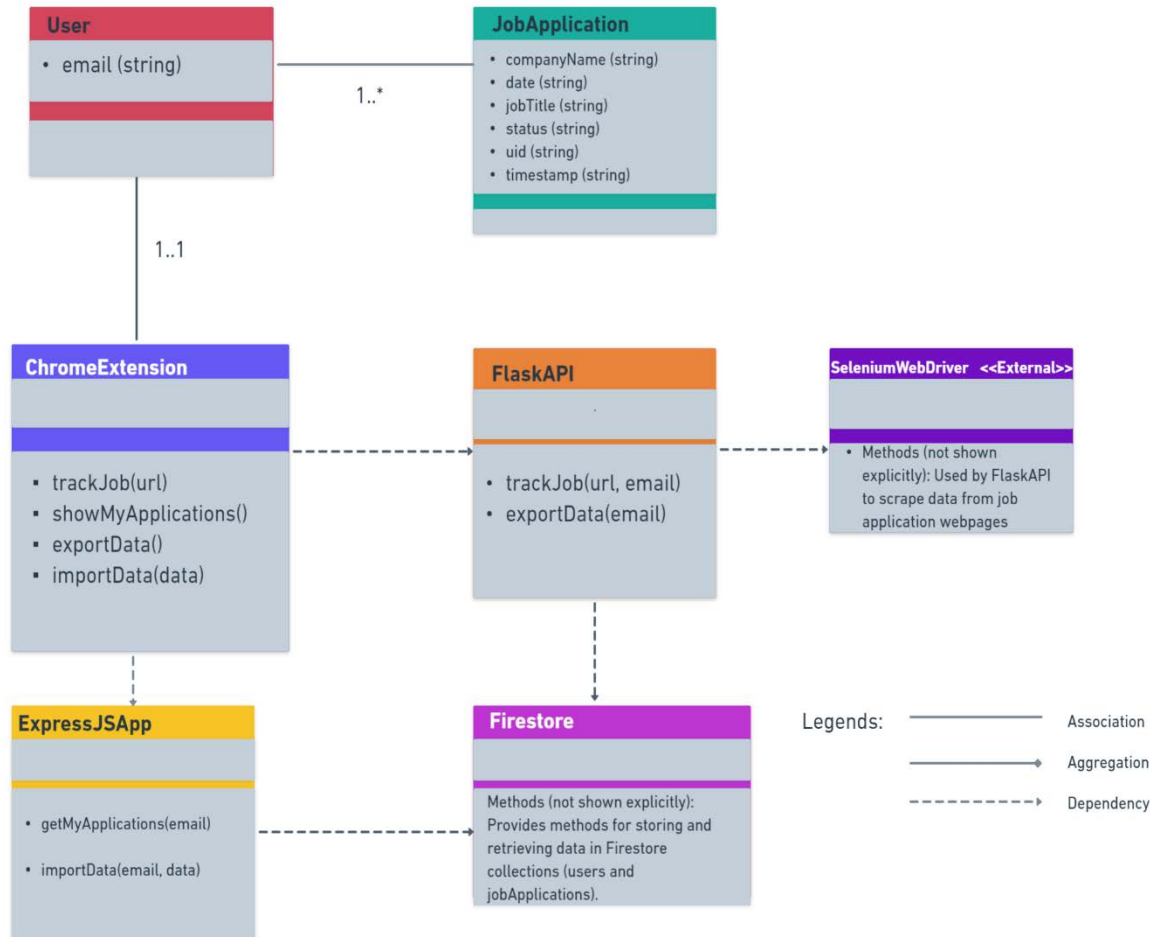 User
• email (string)
1..*
JobApplication
• companyName (string)
• date (string)
• jobTitle (string)
• status (string)
• uid (string)
• timestamp (string)
1..1
ChromeExtension
▪ trackJob(url)
▪ showMyApplications()
▪ exportData()
▪ importData(data)
FlaskAPI
• trackJob(url, email)
• exportData(email)
SeleniumWebDriver <<External>>
• Methods (not shown
explicitly): Used by FlaskAPI
to scrape data from job
application webpages
ExpressJSApp
• getMyApplications(email)
• importData(email, data)
Firestore
Methods (not shown explicitly):
Provides methods for storing and
retrieving data in Firestore
collections (users and
jobApplications).
Legends:
Association
Aggregation
Dependency